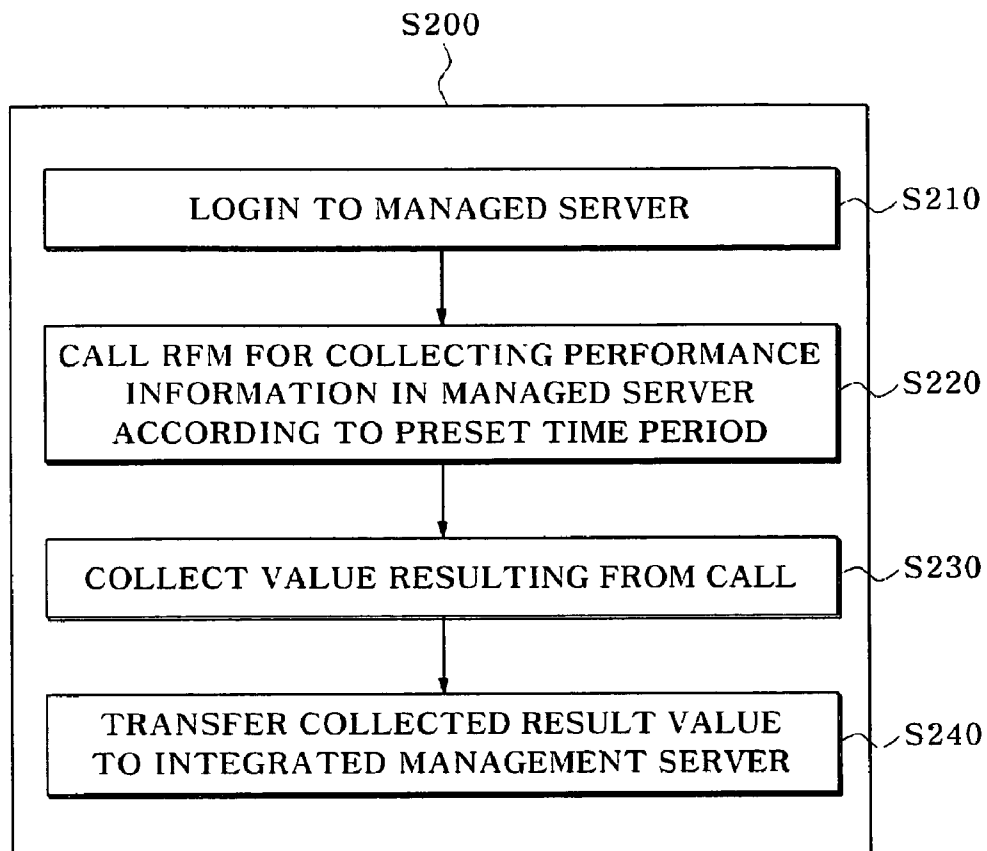 S200
LOGIN TO MANAGED SERVER
S210
CALL RFM FOR COLLECTING PERFORMANCE
INFORMATION IN MANAGED SERVER
ACCORDING TO PRESET TIME PERIOD
S220
COLLECT VALUE RESULTING FROM CALL
S230
TRANSFER COLLECTED RESULT VALUE
TO INTEGRATED MANAGEMENT SERVER
S240